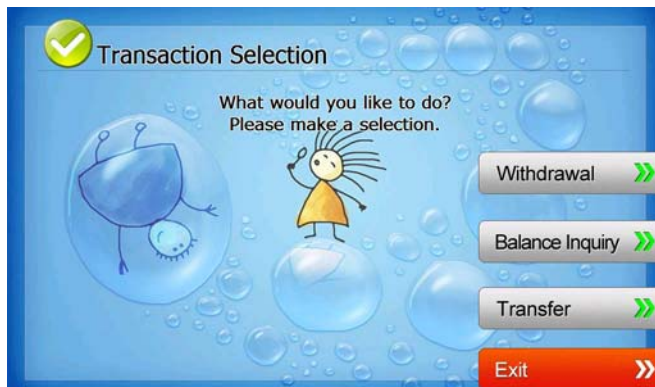 Transaction Selection
What would you like to do?
Please make a selection.
Withdrawal
Balance Inquiry
Transfer
Exit